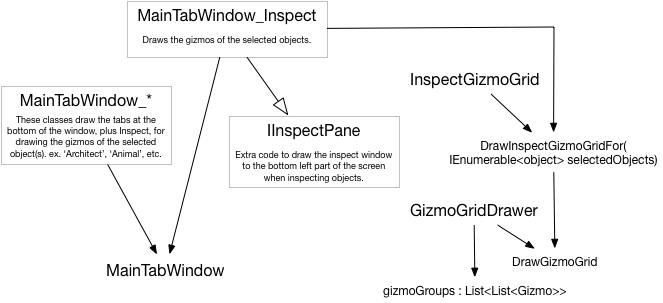 MainTabWindow_Inspect
Draws the gizmos of the selected objects.
MainTabWindow_*
These classes draw the tabs at the
bottom of the window, plus Inspect, for
drawing the gizmos of the selected
object(s). ex. ‘Architect’, ‘Animal’, etc.
IInspectPane
Extra code to draw the inspect window
to the bottom left part of the screen
when inspecting objects.
MainTabWindow
InspectGizmoGrid
DrawInspectGizmoGridFor(
IEnumerable<object> selectedObjects)
GizmoGridDrawer
DrawGizmoGrid
gizmoGroups : List<List<Gizmo>>